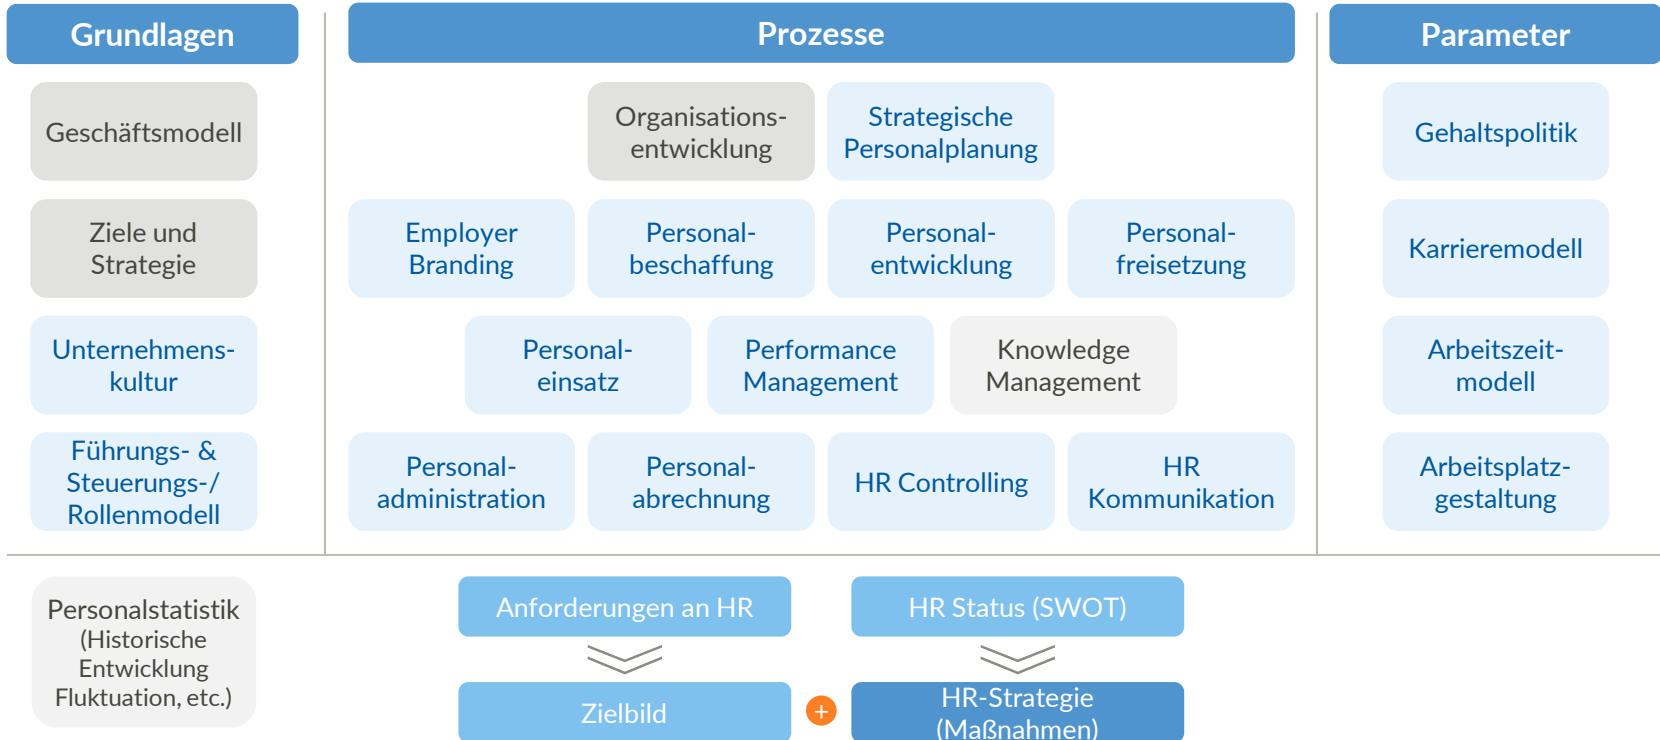 Grundlagen
Geschäftsmodell
Ziele und
Strategie
Unternehmens-
kultur
Führungs- &
Steuerungs-/
Rollenmodell
Prozesse
Organisations-
entwicklung
Strategische
Personalplanung
Employer
Branding
Personal-
beschaffung
Personal-
entwicklung
Personal-
freisetzung
Personal-
einsatz
Performance
Management
Knowledge
Management
Personal-
administration
Personal-
abrechnung
HR Controlling
HR
Kommunikation
Parameter
Gehaltspolitik
Karrieremodell
Arbeitszeit-
modell
Arbeitsplatz-
gestaltung
Personalstatistik
(Historische
Entwicklung
Fluktuation, etc.)
Anforderungen an HR
Zielbild
+
HR Status (SWOT)
HR-Strategie
(Maßnahmen)